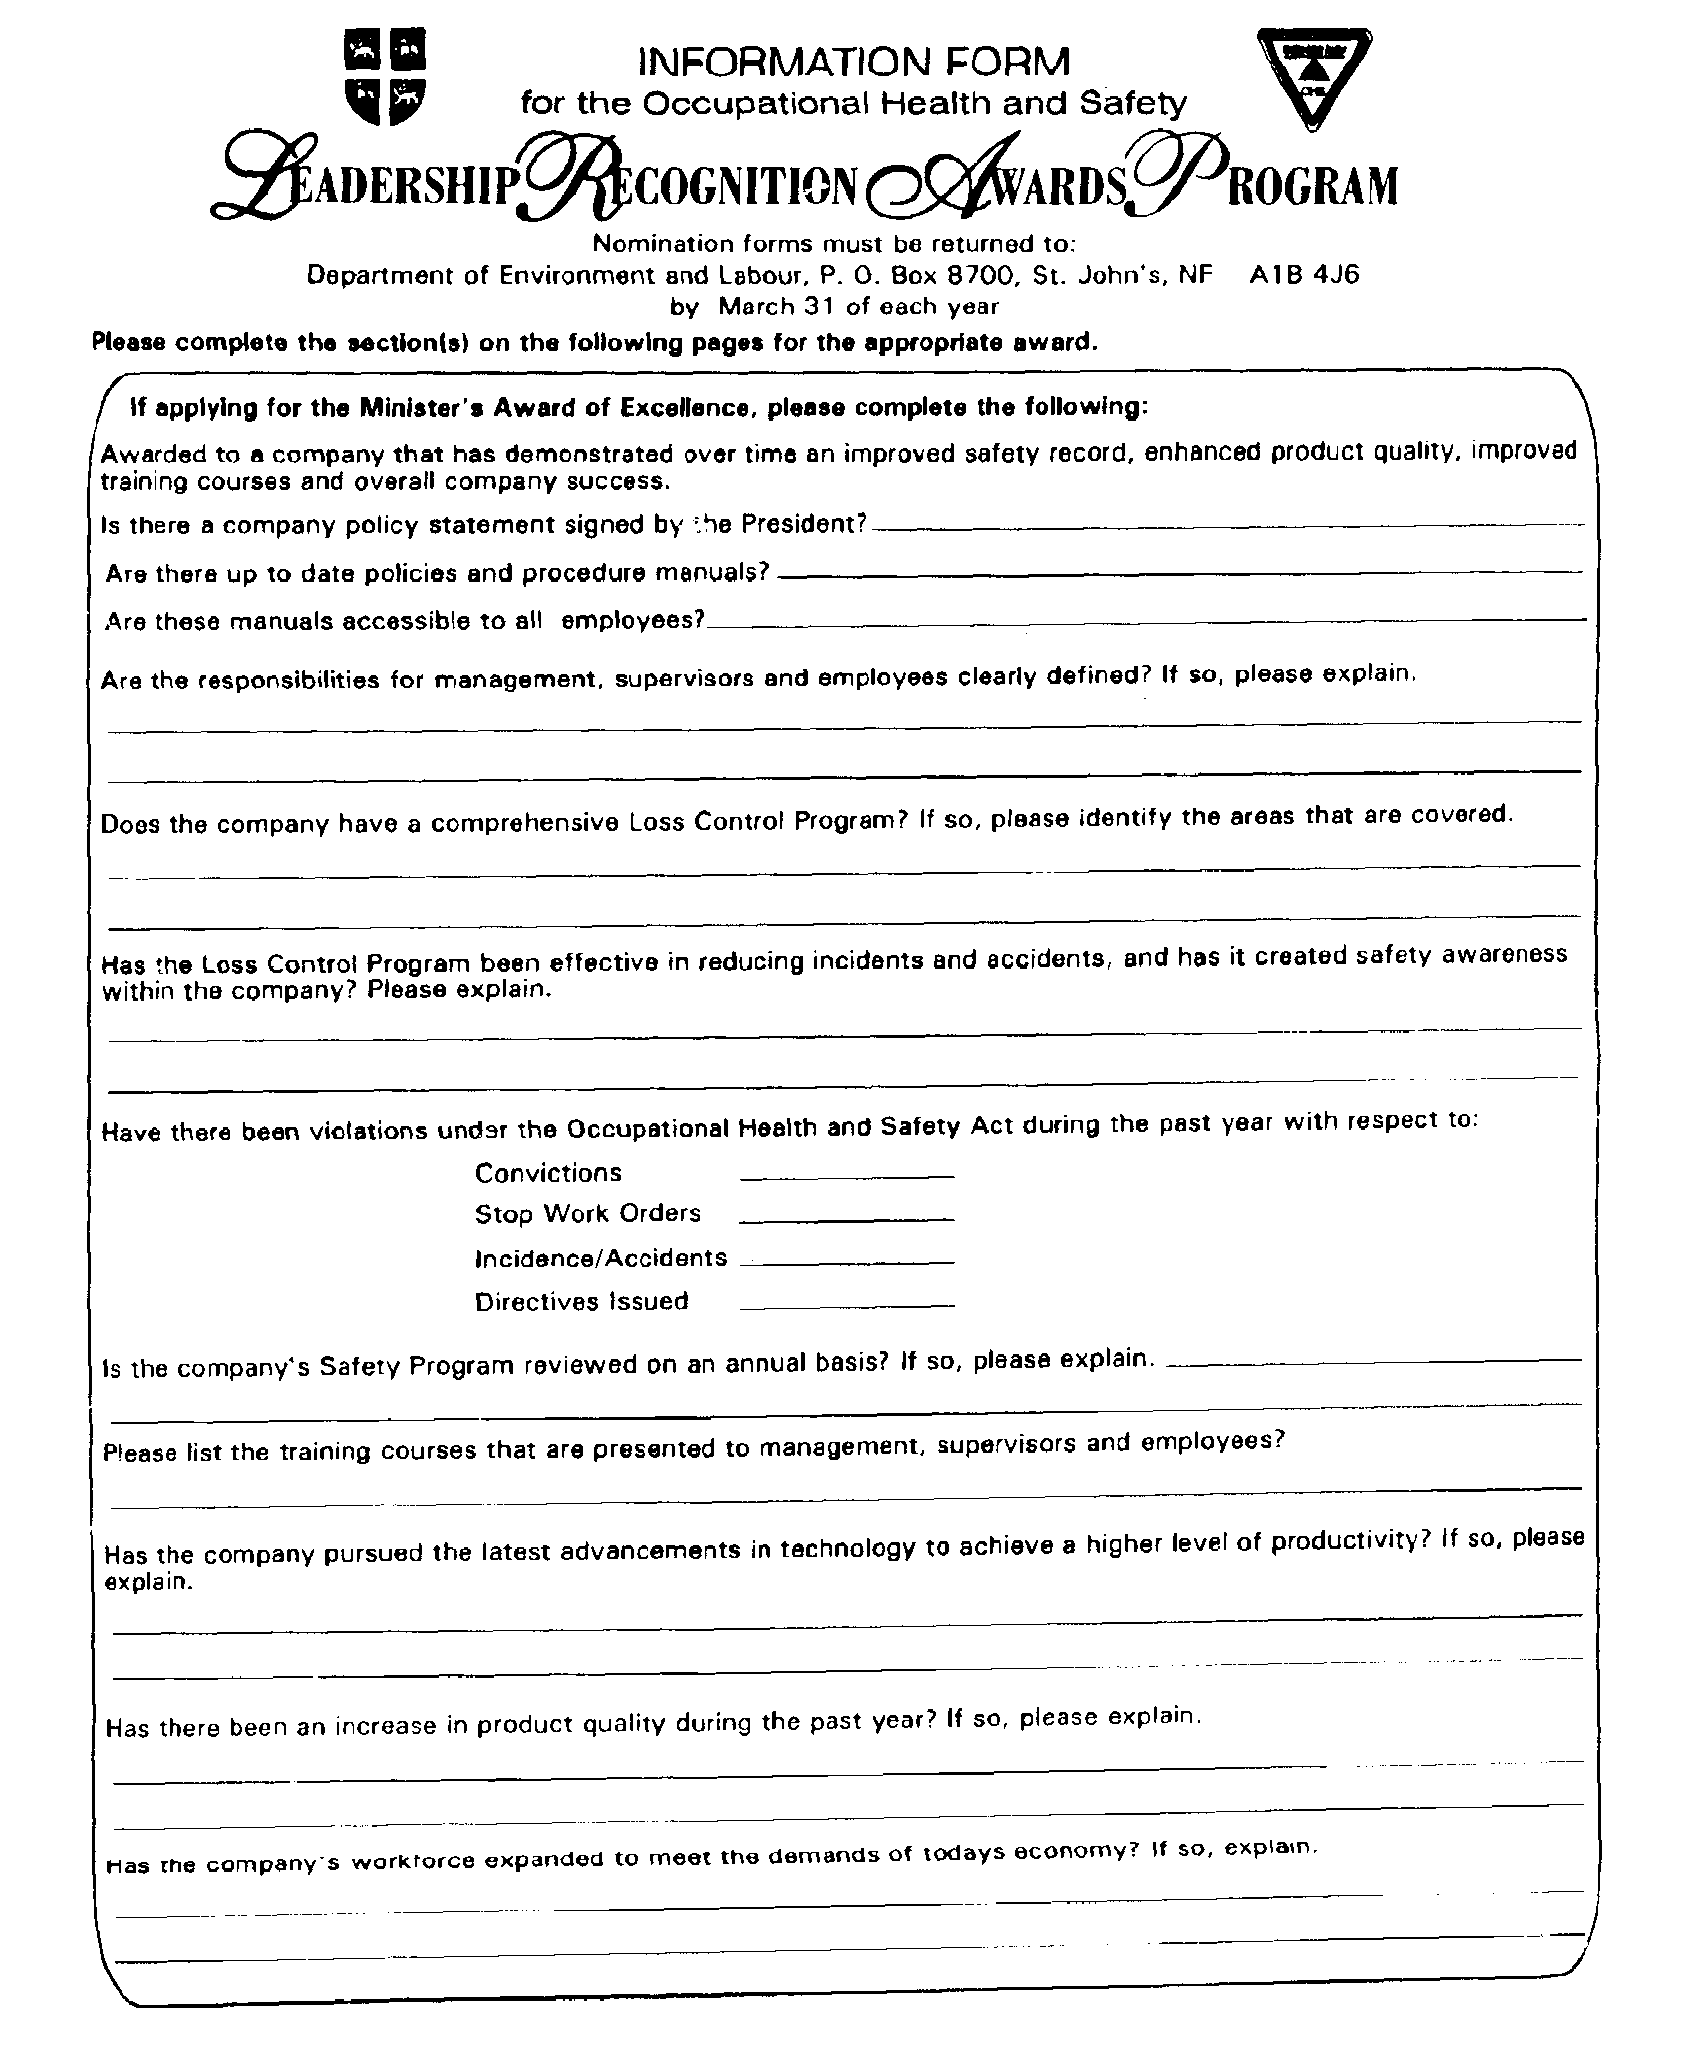 INFORMATION FORM
for the Occupational Health and Safety
LEADERSHIP RECOGNITION AWARDS PROGRAM
Nomination forms must be returned to:
Department of Environment and Labour, P. O. Box 8700, St. John's, NF A1B 4J6
by March 31 of each year
Please complete the section(s) on the following pages for the appropriate award.
If applying for the Minister's Award of Excellence, please complete the following:
Awarded to a company that has demonstrated over time an improved safety record, enhanced product quality, improved
training courses and overall company success.
Is there a company policy statement signed by the President?
Are there up to date policies and procedure manuals?
Are these manuals accessible to all employees?
Are the responsibilities for management, supervisors and employees clearly defined? If so, please explain.
Does the company have a comprehensive Loss Control Program? If so, please identify the areas that are covered.
Has the Loss Control Program been effective in reducing incidents and accidents, and has it created safety awareness
within the company? Please explain.
Have there been violations under the Occupational Health and Safety Act during the past year with respect to:
Convictions
Stop Work Orders
Incidence/Accidents
Directives Issued
Is the company's Safety Program reviewed on an annual basis? If so, please explain.
Please list the training courses that are presented to management, supervisors and employees?
Has the company pursued the latest advancements in technology to achieve a higher level of productivity? If so, please
explain.
Has there been an increase in product quality during the past year? If so, please explain.
Has the company's workforce expanded to meet the demands of todays economy? If so, explain.